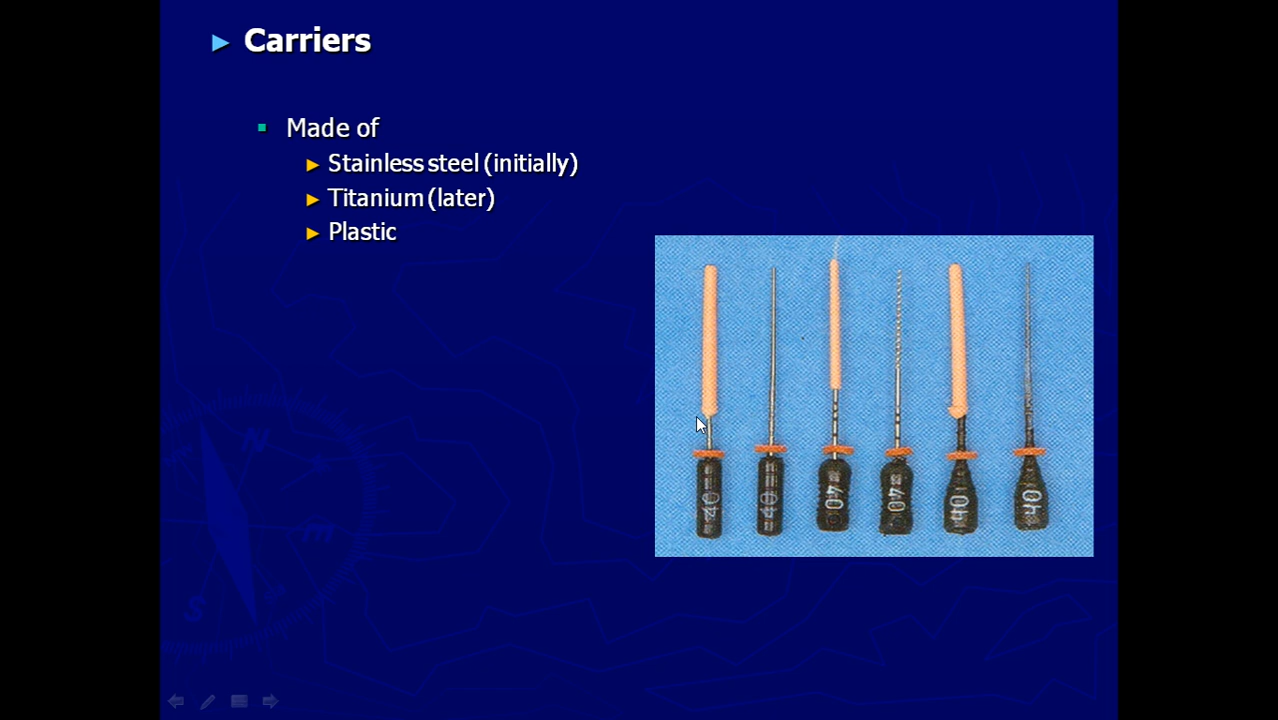 Carriers
Made of
Stainless steel (initially)
Titanium (later)
Plastic
40
40
40
40
40
40
N
S